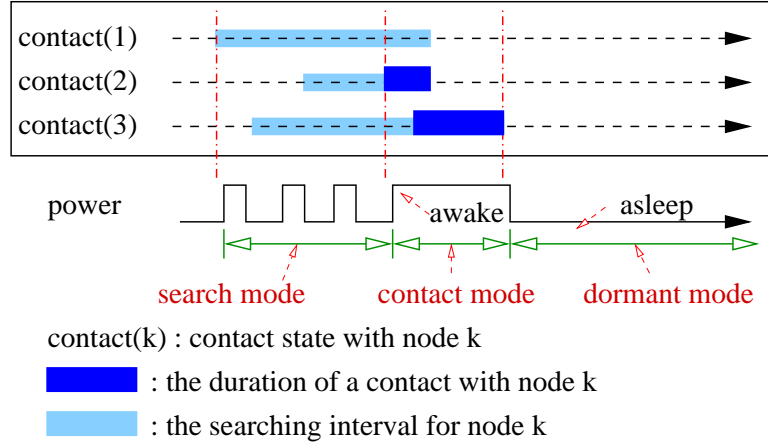 contact(1)
contact(2)
contact(3)
power
awake
asleep
search mode
contact mode
dormant mode
contact(k) : contact state with node k
: the duration of a contact with node k
: the searching interval for node k